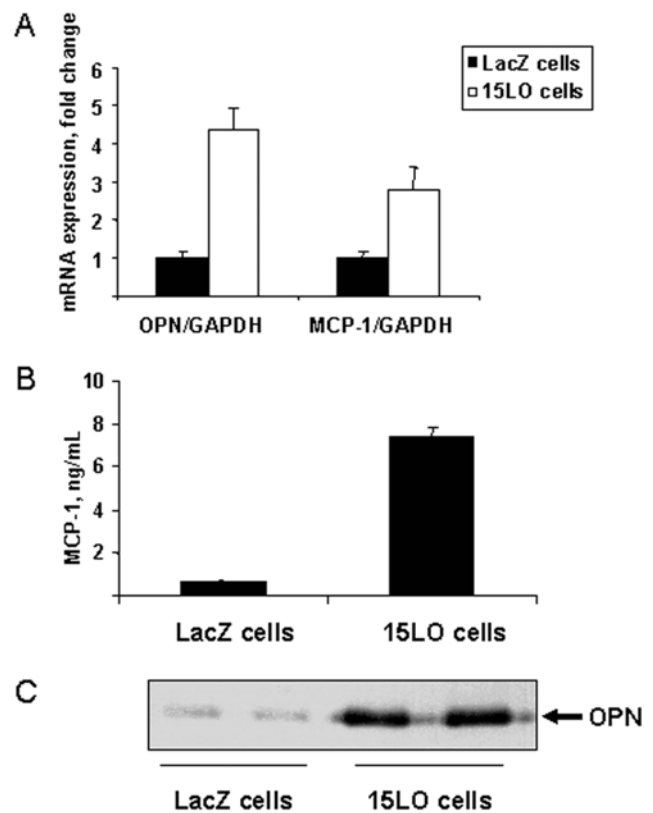 A
LacZ cells
15LO cells
mRNA expression, fold change
6
5
4
3
2
1
OPN/GAPDH
MCP-1/GAPDH
B
MCP-1, ng/mL
10
8
6
4
2
LacZ cells
15LO cells
C
OPN
LacZ cells
15LO cells